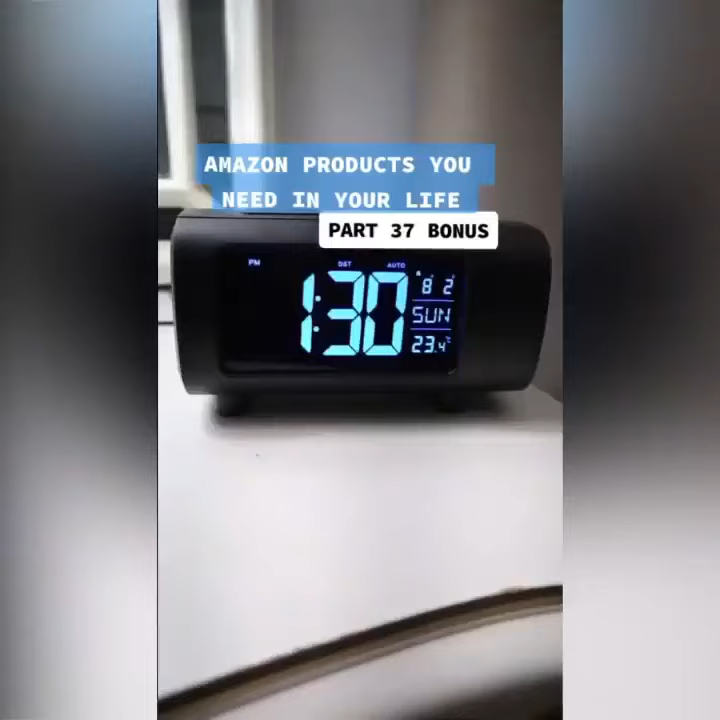 AMAZON PRODUCTS YOU
NEED IN YOUR LIFE
PART 37 BONUS
PM DST AUTO
1:30
8 2
SUN
23.4°C